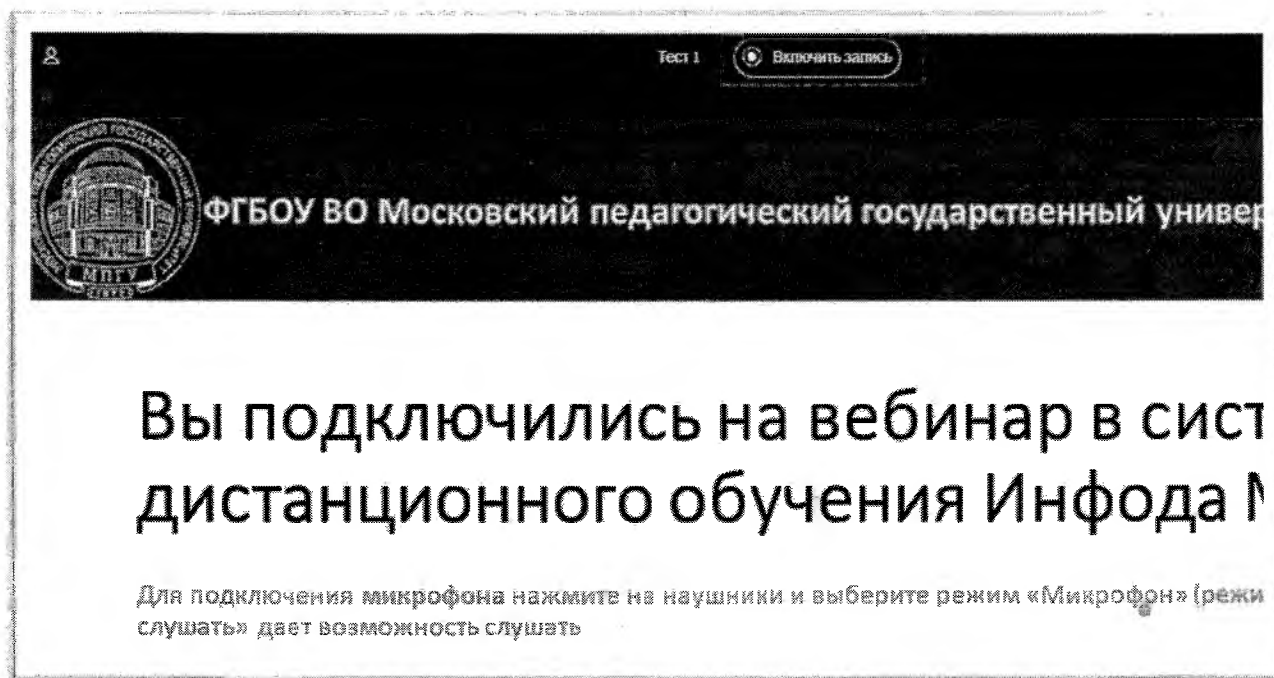 Тест 1 Включить запись
МПГУ
ФГБОУ ВО Московский педагогический государственный универ
Вы подключились на вебинар в сист
дистанционного обучения Инфода М
Для подключения микрофона нажмите на наушники и выберите режим «Микрофон» (режи
слушать» дает возможность слушать